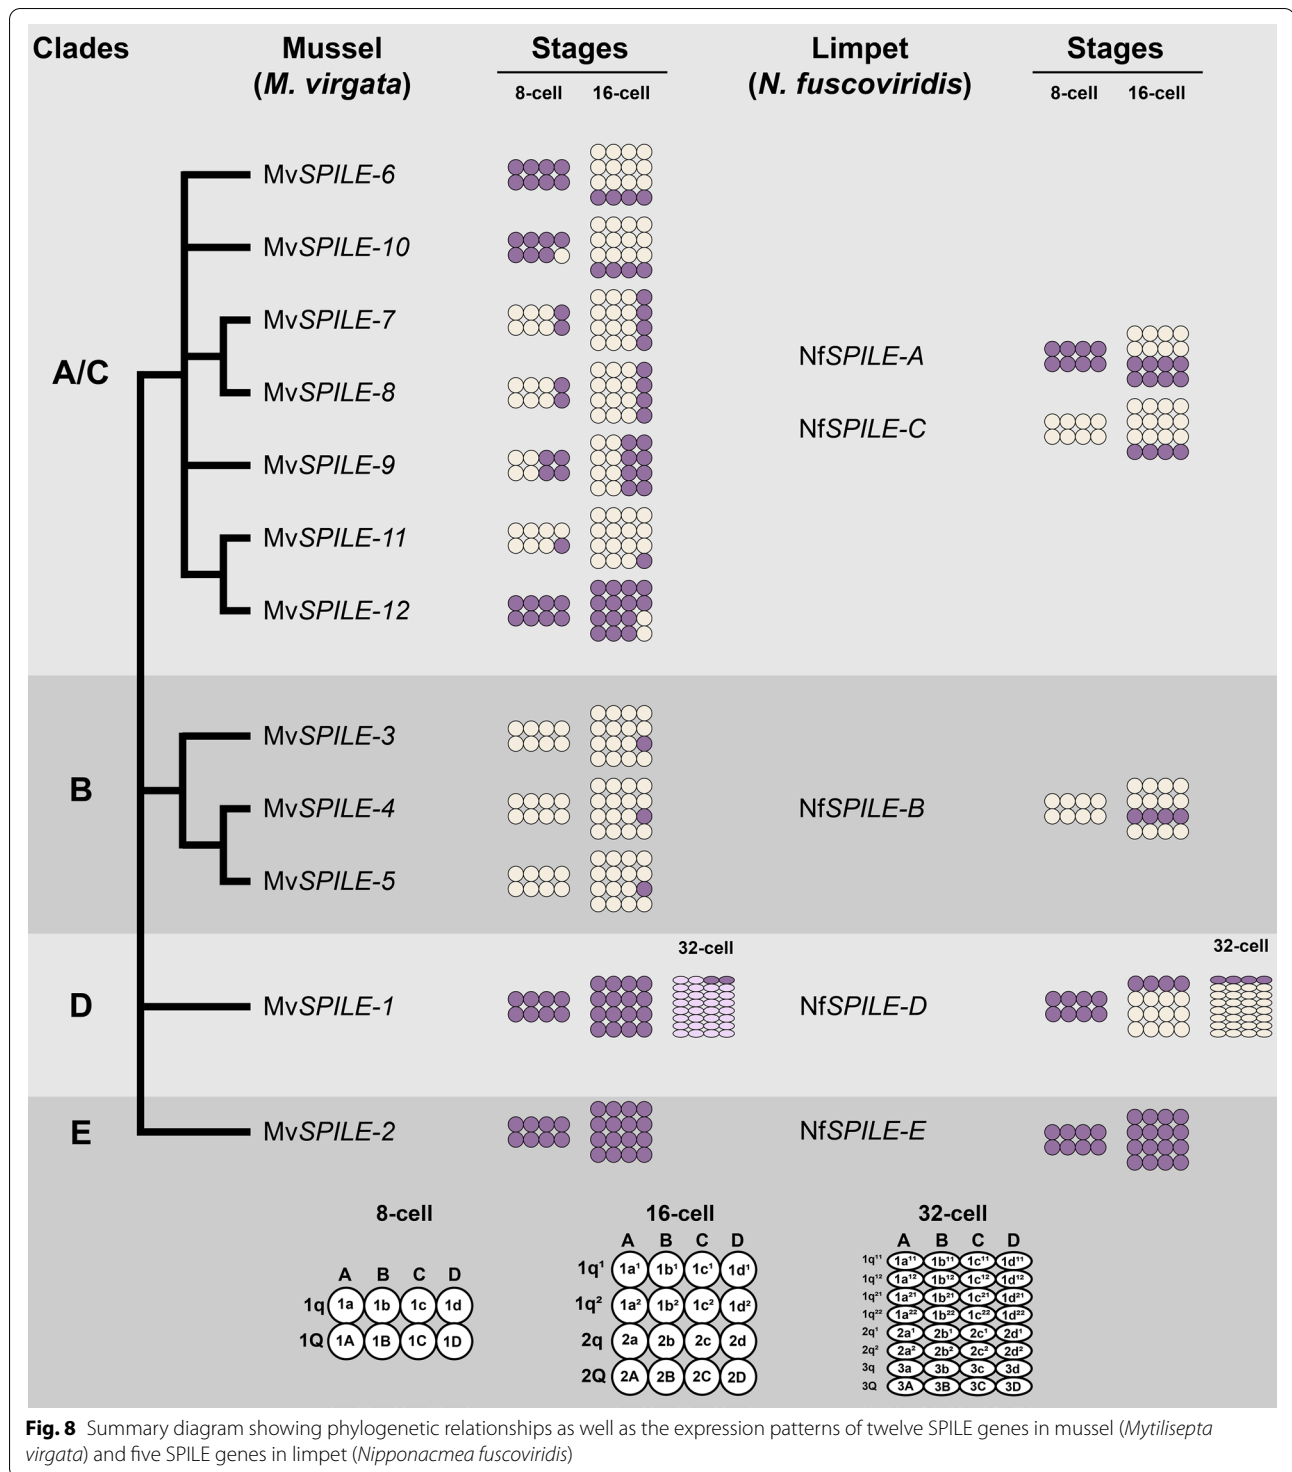 Clades Mussel Stages Limpet Stages
(M. virgata) (N. fuscoviridis)
8-cell 16-cell 8-cell 16-cell
MvSPILE-6
MvSPILE-10
MvSPILE-7
NfSPILE-A
A/C
MvSPILE-8
NfSPILE-C
MvSPILE-9
MvSPILE-11
MvSPILE-12
MvSPILE-3
B
MvSPILE-4 NfSPILE-B
MvSPILE-5
32-cell 32-cell
D MvSPILE-1 NfSPILE-D
E MvSPILE-2 NfSPILE-E
8-cell
A B C D
1q 1a 1b 1c 1d
1Q 1A 1B 1C 1D
16-cell
A B C D
1q¹ 1a¹ 1b¹ 1c¹ 1d¹
1q² 1a² 1b² 1c² 1d²
2q 2a 2b 2c 2d
2Q 2A 2B 2C 2D
32-cell
A B C D
1q¹¹ 1a¹¹ 1b¹¹ 1c¹¹ 1d¹¹
1q¹² 1a¹² 1b¹² 1c¹² 1d¹²
1q²¹ 1a²¹ 1b²¹ 1c²¹ 1d²¹
1q²² 1a²² 1b²² 1c²² 1d²²
2q¹ 2a¹ 2b¹ 2c¹ 2d¹
2q² 2a² 2b² 2c² 2d²
3q 3a 3b 3c 3d
3Q 3A 3B 3C 3D
Fig. 8 Summary diagram showing phylogenetic relationships as well as the expression patterns of twelve SPILE genes in mussel (Mytilisepta
virgata) and five SPILE genes in limpet (Nipponacmea fuscoviridis)